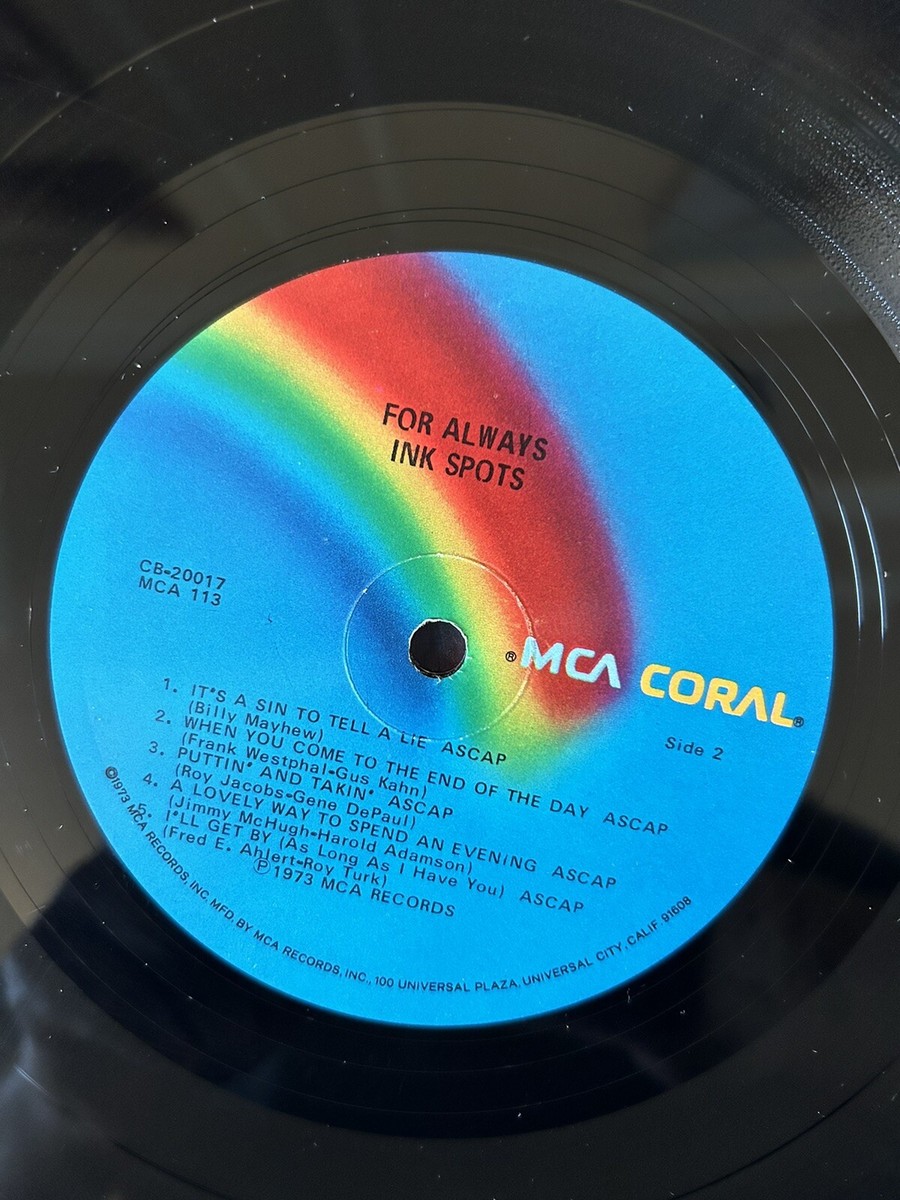 FOR ALWAYS
INK SPOTS
CB-20017
MCA 113
®MCA CORAL®
Side 2
1. IT'S A SIN TO TELL A LIE ASCAP
(Billy Mayhew)
2. WHEN YOU COME TO THE END OF THE DAY ASCAP
(Frank Westphal-Gus Kahn)
3. PUTTIN' AND TAKIN' ASCAP
(Roy Jacobs-Gene DePaul)
4. A LOVELY WAY TO SPEND AN EVENING ASCAP
(Jimmy McHugh-Harold Adamson)
5. I'LL GET BY (As Long As I Have You) ASCAP
(Fred E. Ahlert-Roy Turk)
℗1973 MCA RECORDS
©1973 MCA RECORDS, INC. MFD. BY MCA RECORDS, INC., 100 UNIVERSAL PLAZA, UNIVERSAL CITY, CALIF. 91608